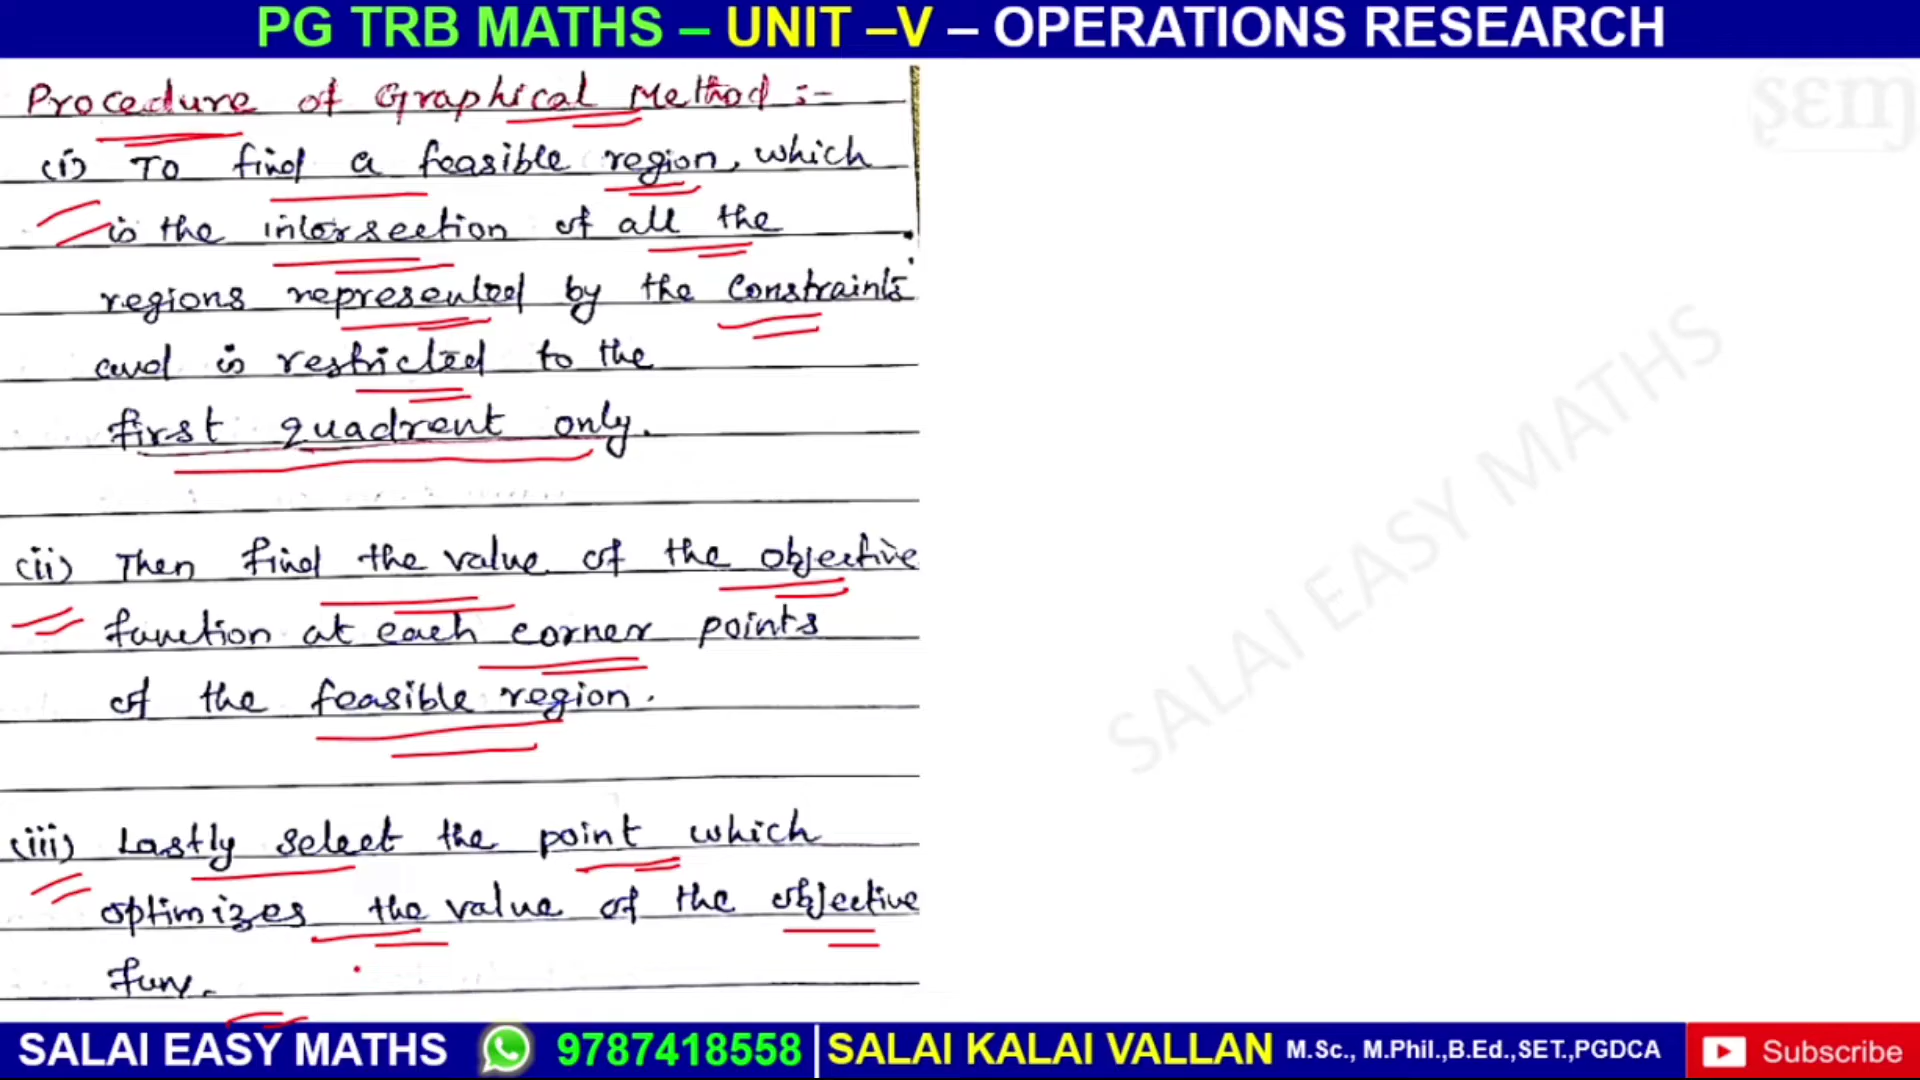 PG TRB MATHS – UNIT –V – OPERATIONS RESEARCH
şεm
Procedure of Graphical Method :-
(i) To find a feasible region, which
is the intersection of all the
regions represented by the constraints
and is restricted to the
first quadrent only.
(ii) Then find the value of the objective
function at each corner points
of the feasible region.
(iii) Lastly select the point which
optimizes the value of the objective
fun.
SALAI EASY MATHS
SALAI EASY MATHS 9787418558 SALAI KALAI VALLAN M.Sc., M.Phil.,B.Ed.,SET.,PGDCA Subscribe